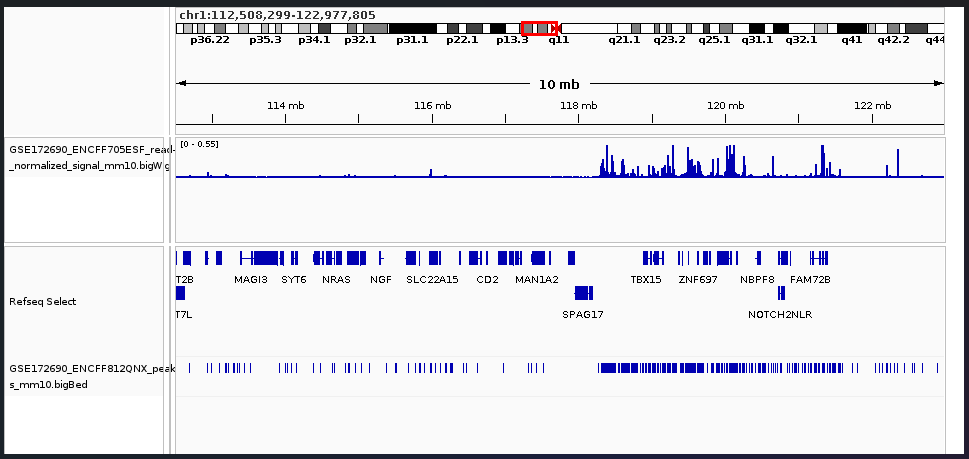 chr1:112,508,299-122,977,805
p36.22 p35.3 p34.1 p32.1 p31.1 p22.1 p13.3 q11 q21.1 q23.2 q25.1 q31.1 q32.1 q41 q42.2 q44
10 mb
114 mb 116 mb 118 mb 120 mb 122 mb
GSE172690_ENCFF705ESF_read-
_normalized_signal_mm10.bigWig
[0 - 0.55]
T2B MAGI3 SYT6 NRAS NGF SLC22A15 CD2 MAN1A2 TBX15 ZNF697 NBPF8 FAM72B
Refseq Select
T7L SPAG17 NOTCH2NLR
GSE172690_ENCFF812QNX_peak
s_mm10.bigBed